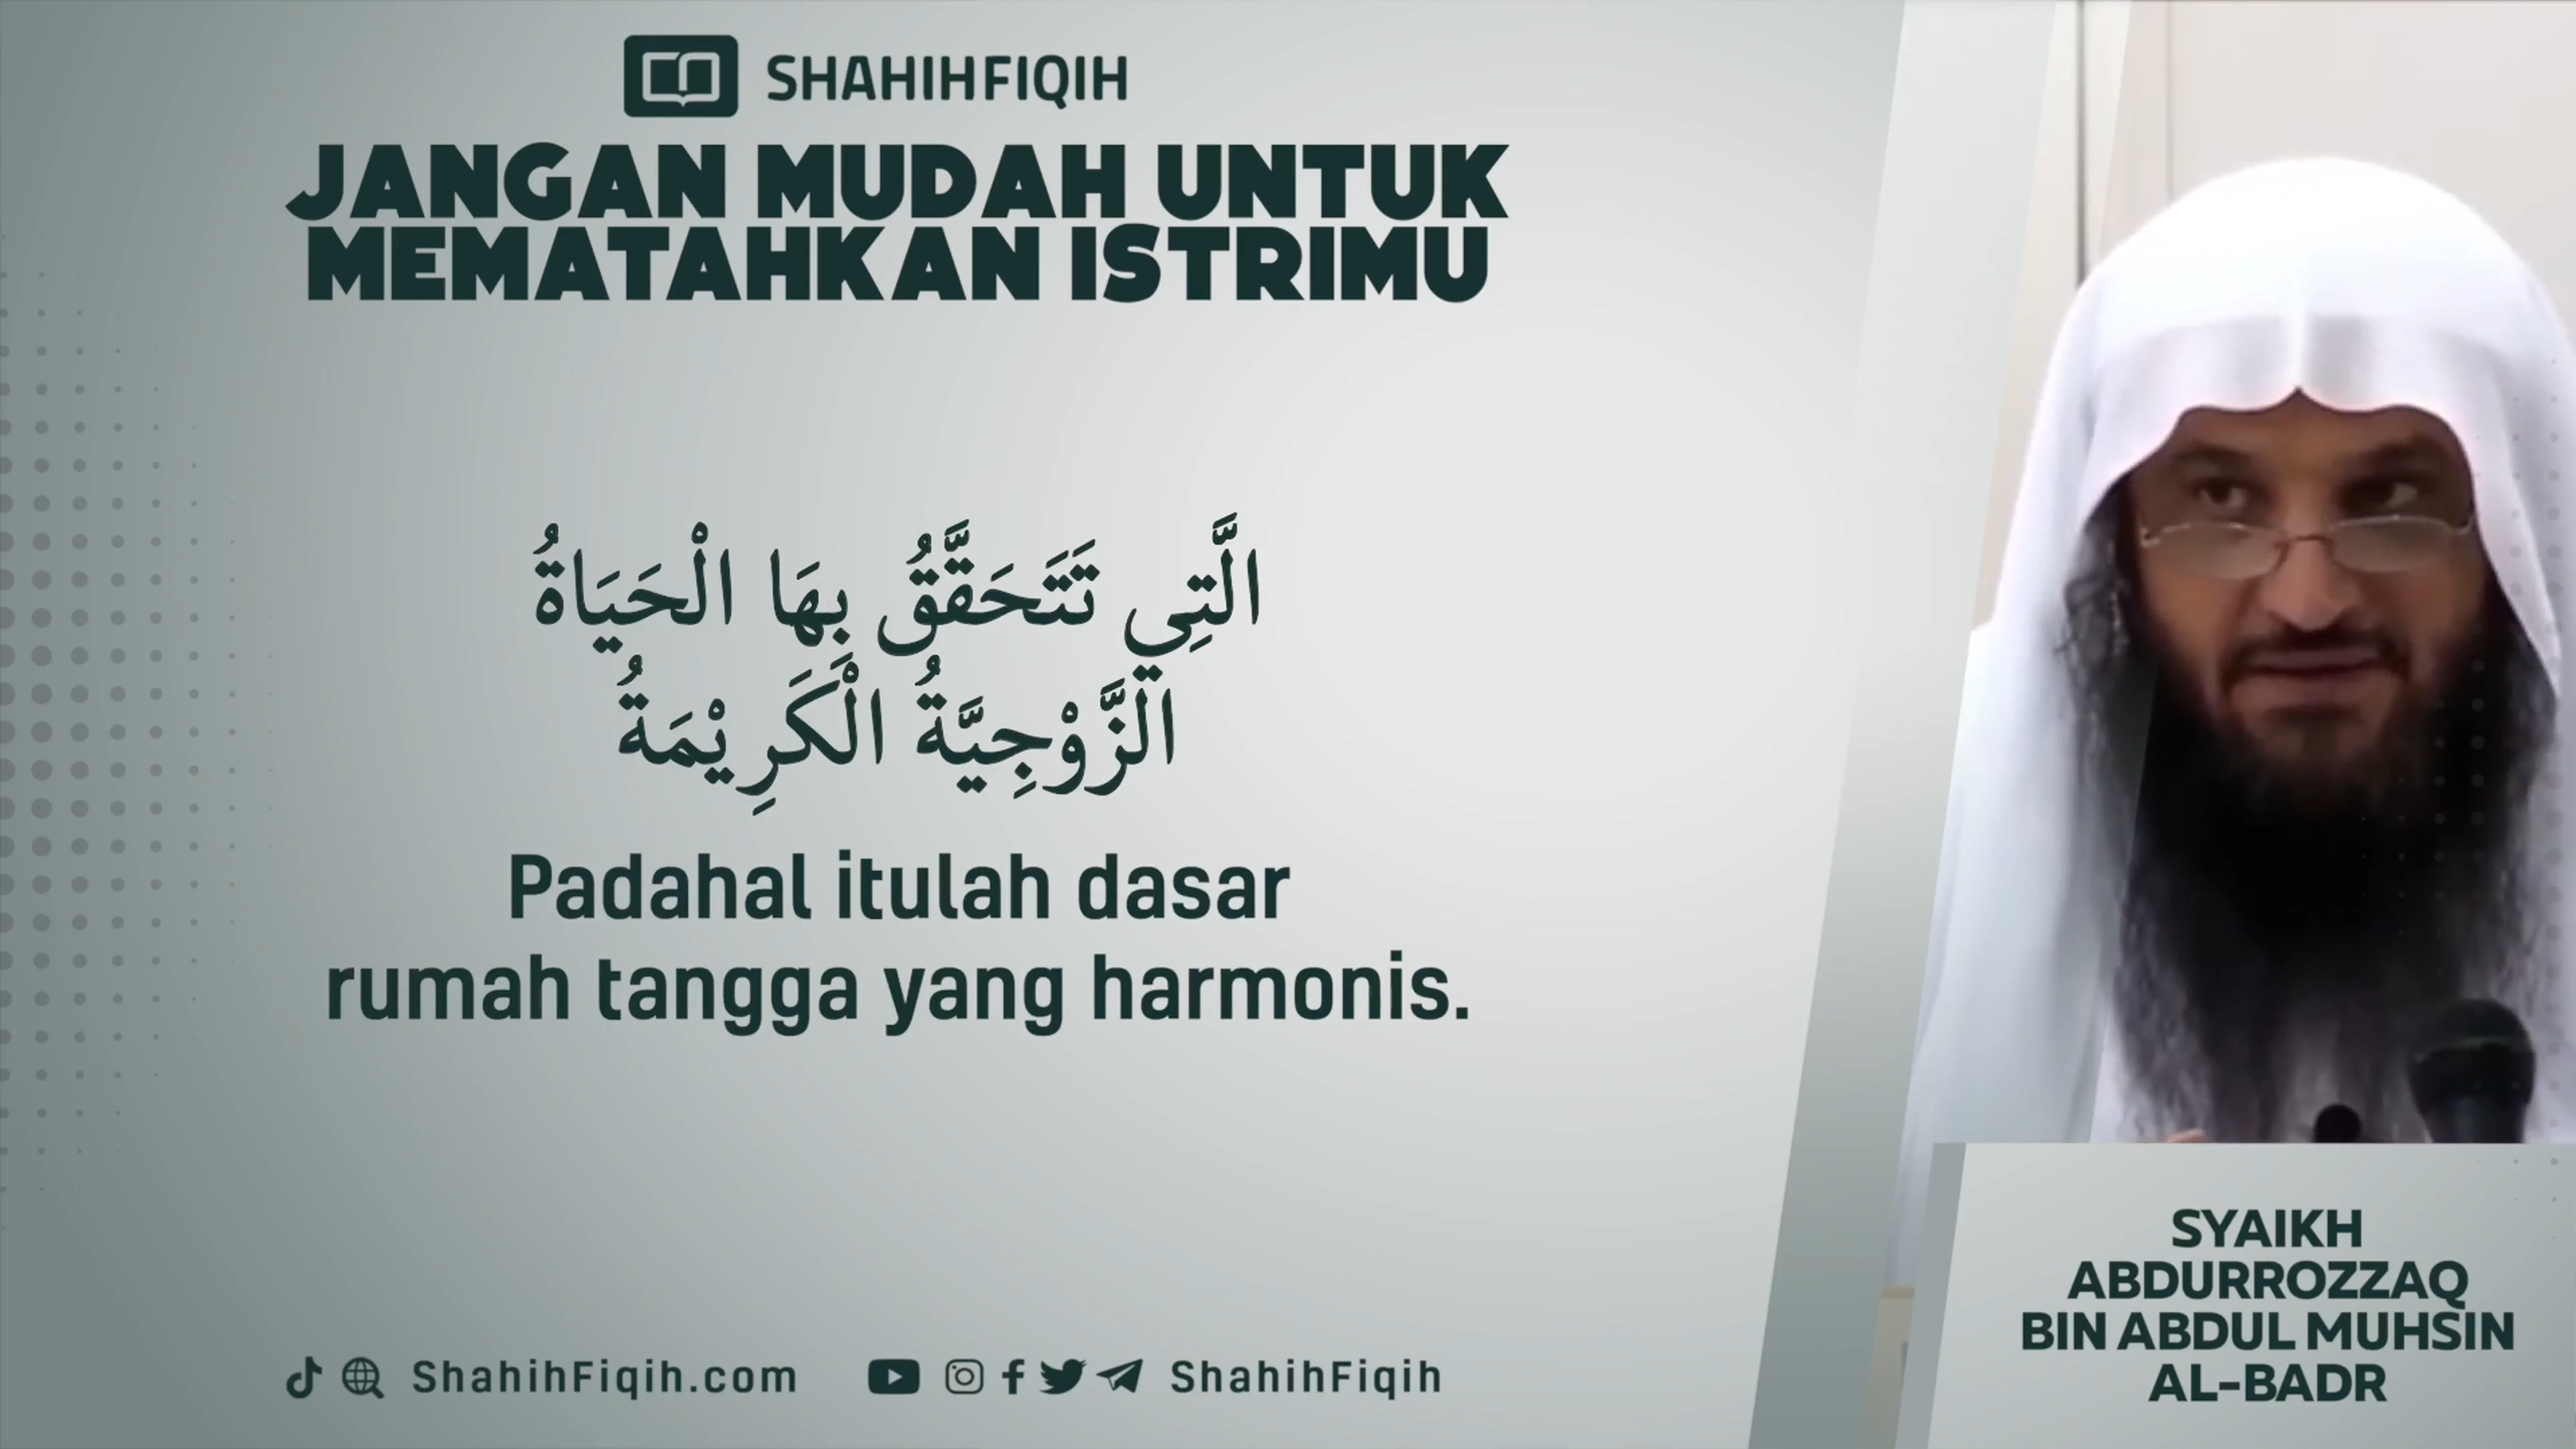 SHAHIHFIQIH
JANGAN MUDAH UNTUK
MEMATAHKAN ISTRIMU
الَّتِي تَتَحَقَّقُ بِهَا الْحَيَاةُ
الزَّوْجِيَّةُ الْكَرِيْمَةُ
Padahal itulah dasar
rumah tangga yang harmonis.
ShahihFiqih.com
ShahihFiqih
SYAIKH
ABDURROZZAQ
BIN ABDUL MUHSIN
AL-BADR